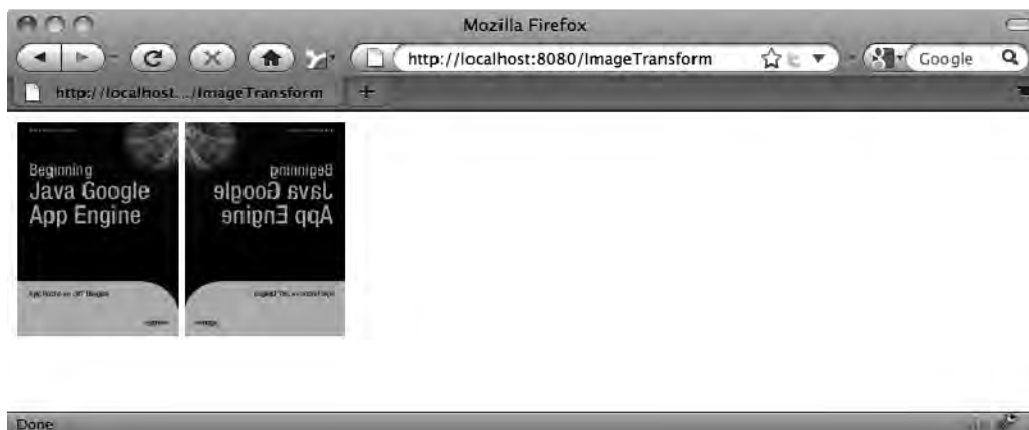 Mozilla Firefox
http://localhost:8080/ImageTransform
Google
http://localhost..../ImageTransform
Beginning
Java Google
App Engine
Beginning
Java Google
App Engine
Done